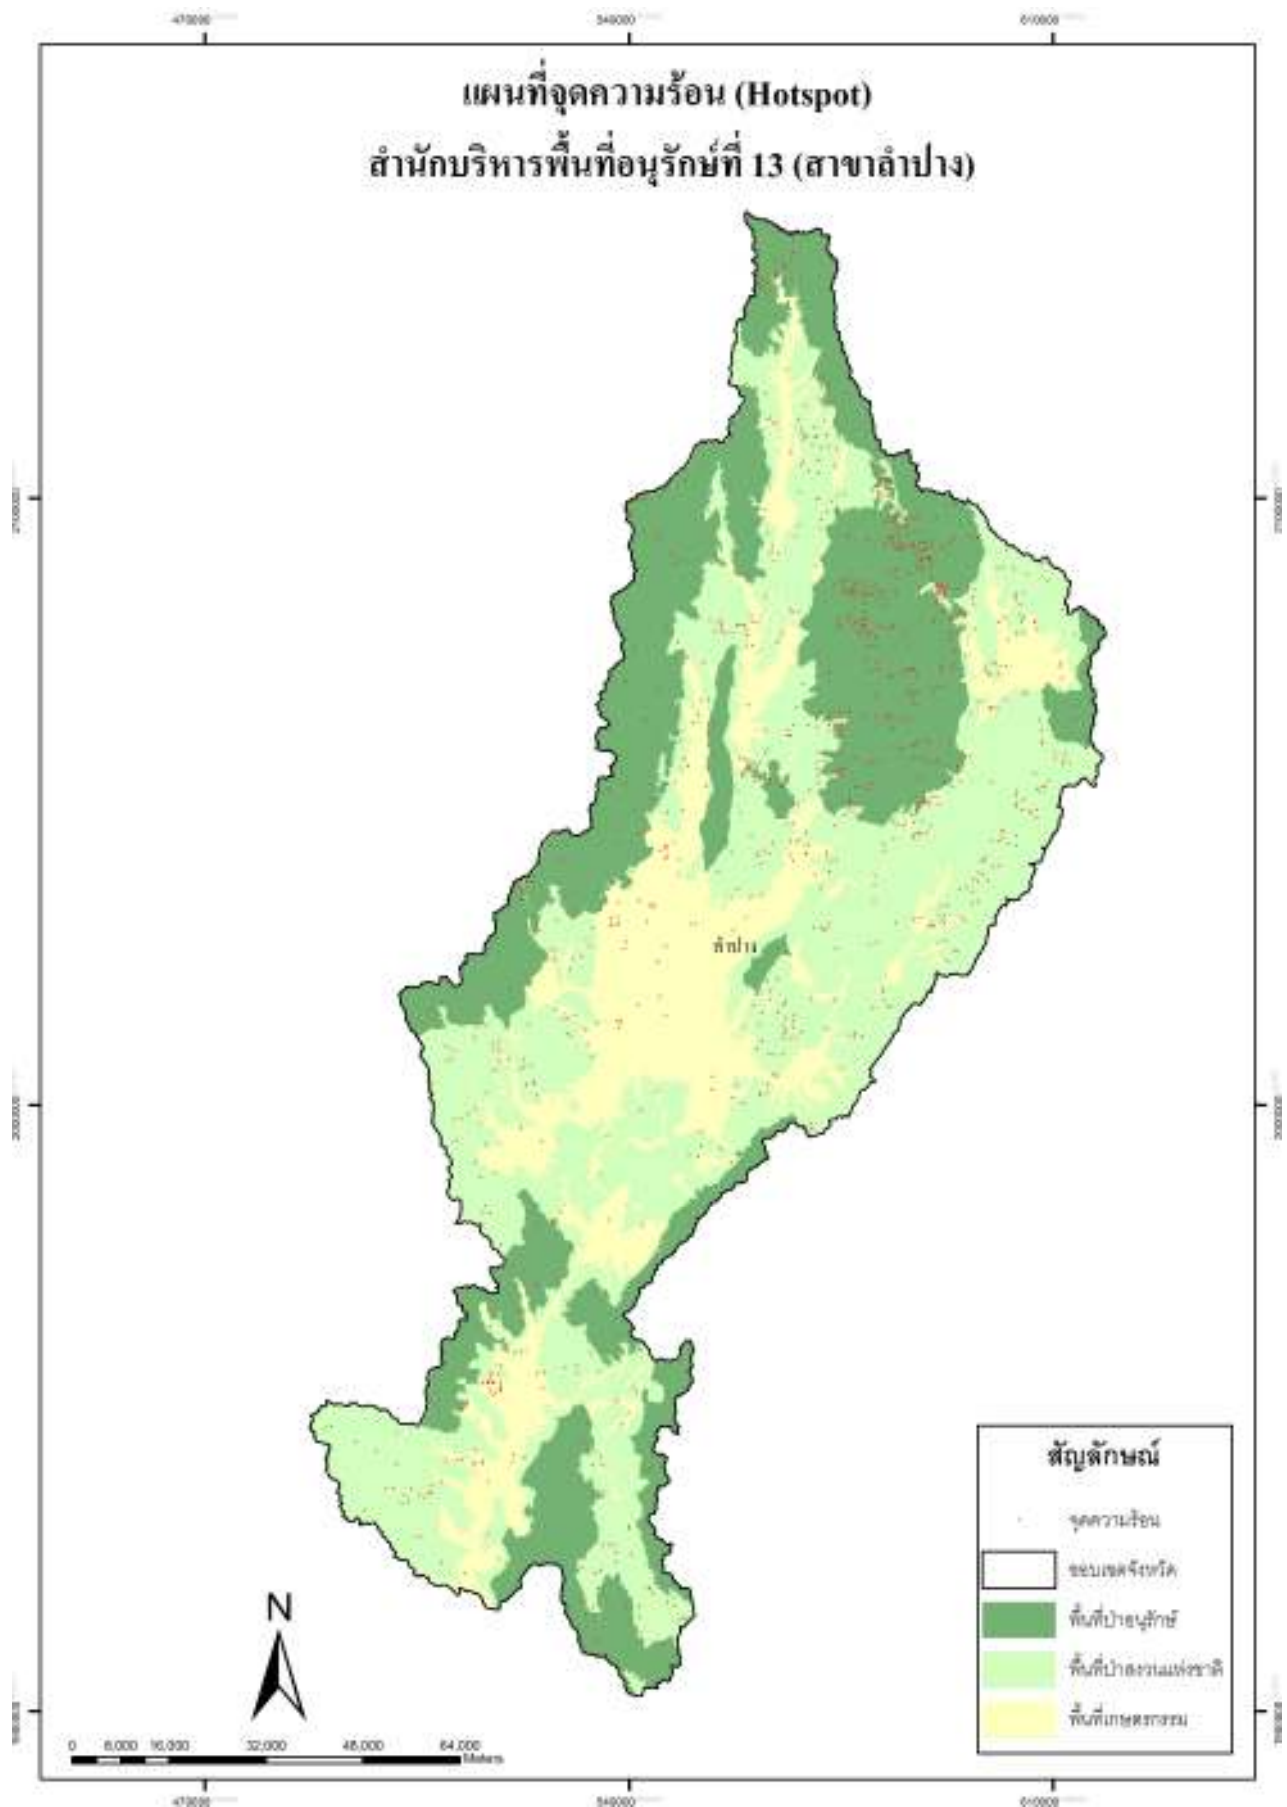 470000 540000 610000
แผนที่จุดความร้อน (Hotspot)
สำนักบริหารพื้นที่อนุรักษ์ที่ 13 (สาขาลำปาง)
ลำปาง
สัญลักษณ์
จุดความร้อน
ขอบเขตจังหวัด
พื้นที่ป่าอนุรักษ์
พื้นที่ป่าสงวนแห่งชาติ
พื้นที่เกษตรกรรม
N
0 8,000 16,000 32,000 48,000 64,000
Meters
470000 540000 610000